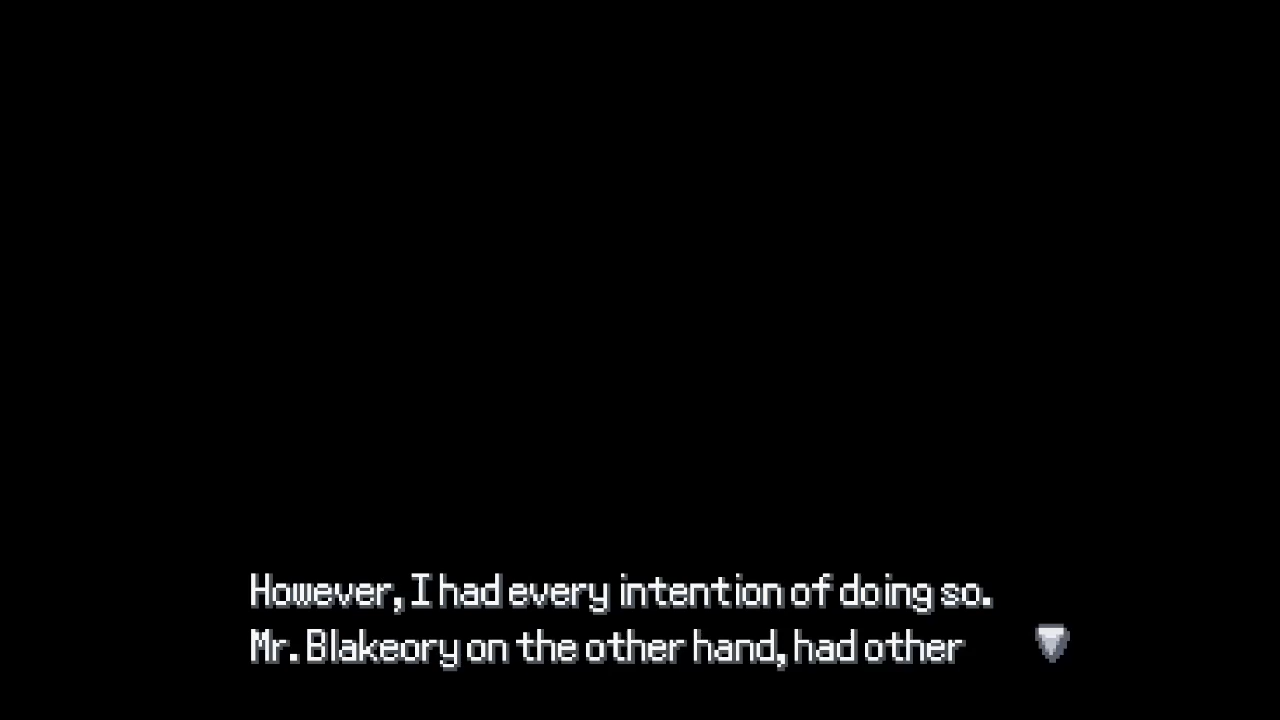 However, I had every intention of doing so.
Mr. Blakeory on the other hand, had other